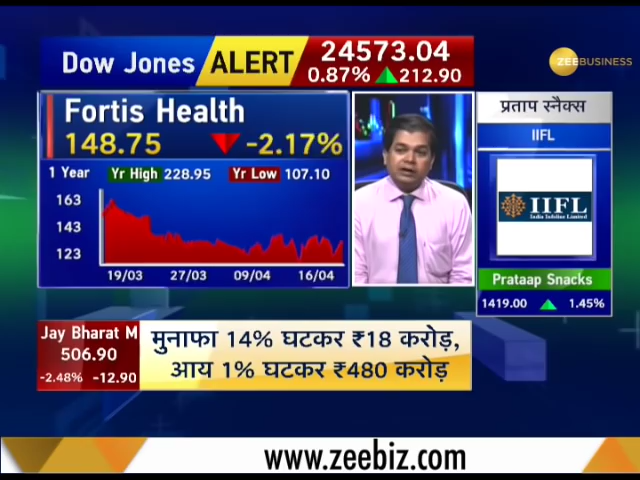 Dow Jones ALERT 24573.04
0.87% 212.90
ZEE BUSINESS
Fortis Health
148.75 -2.17%
1 Year Yr High 228.95 Yr Low 107.10
163
143
123
19/03 27/03 09/04 16/04
प्रताप स्नैक्स
IIFL
IIFL
India Infoline Limited
Prataap Snacks
1419.00 1.45%
Jay Bharat M
506.90
-2.48% -12.90
मुनाफा 14% घटकर ₹18 करोड़,
आय 1% घटकर ₹480 करोड़
www.zeebiz.com